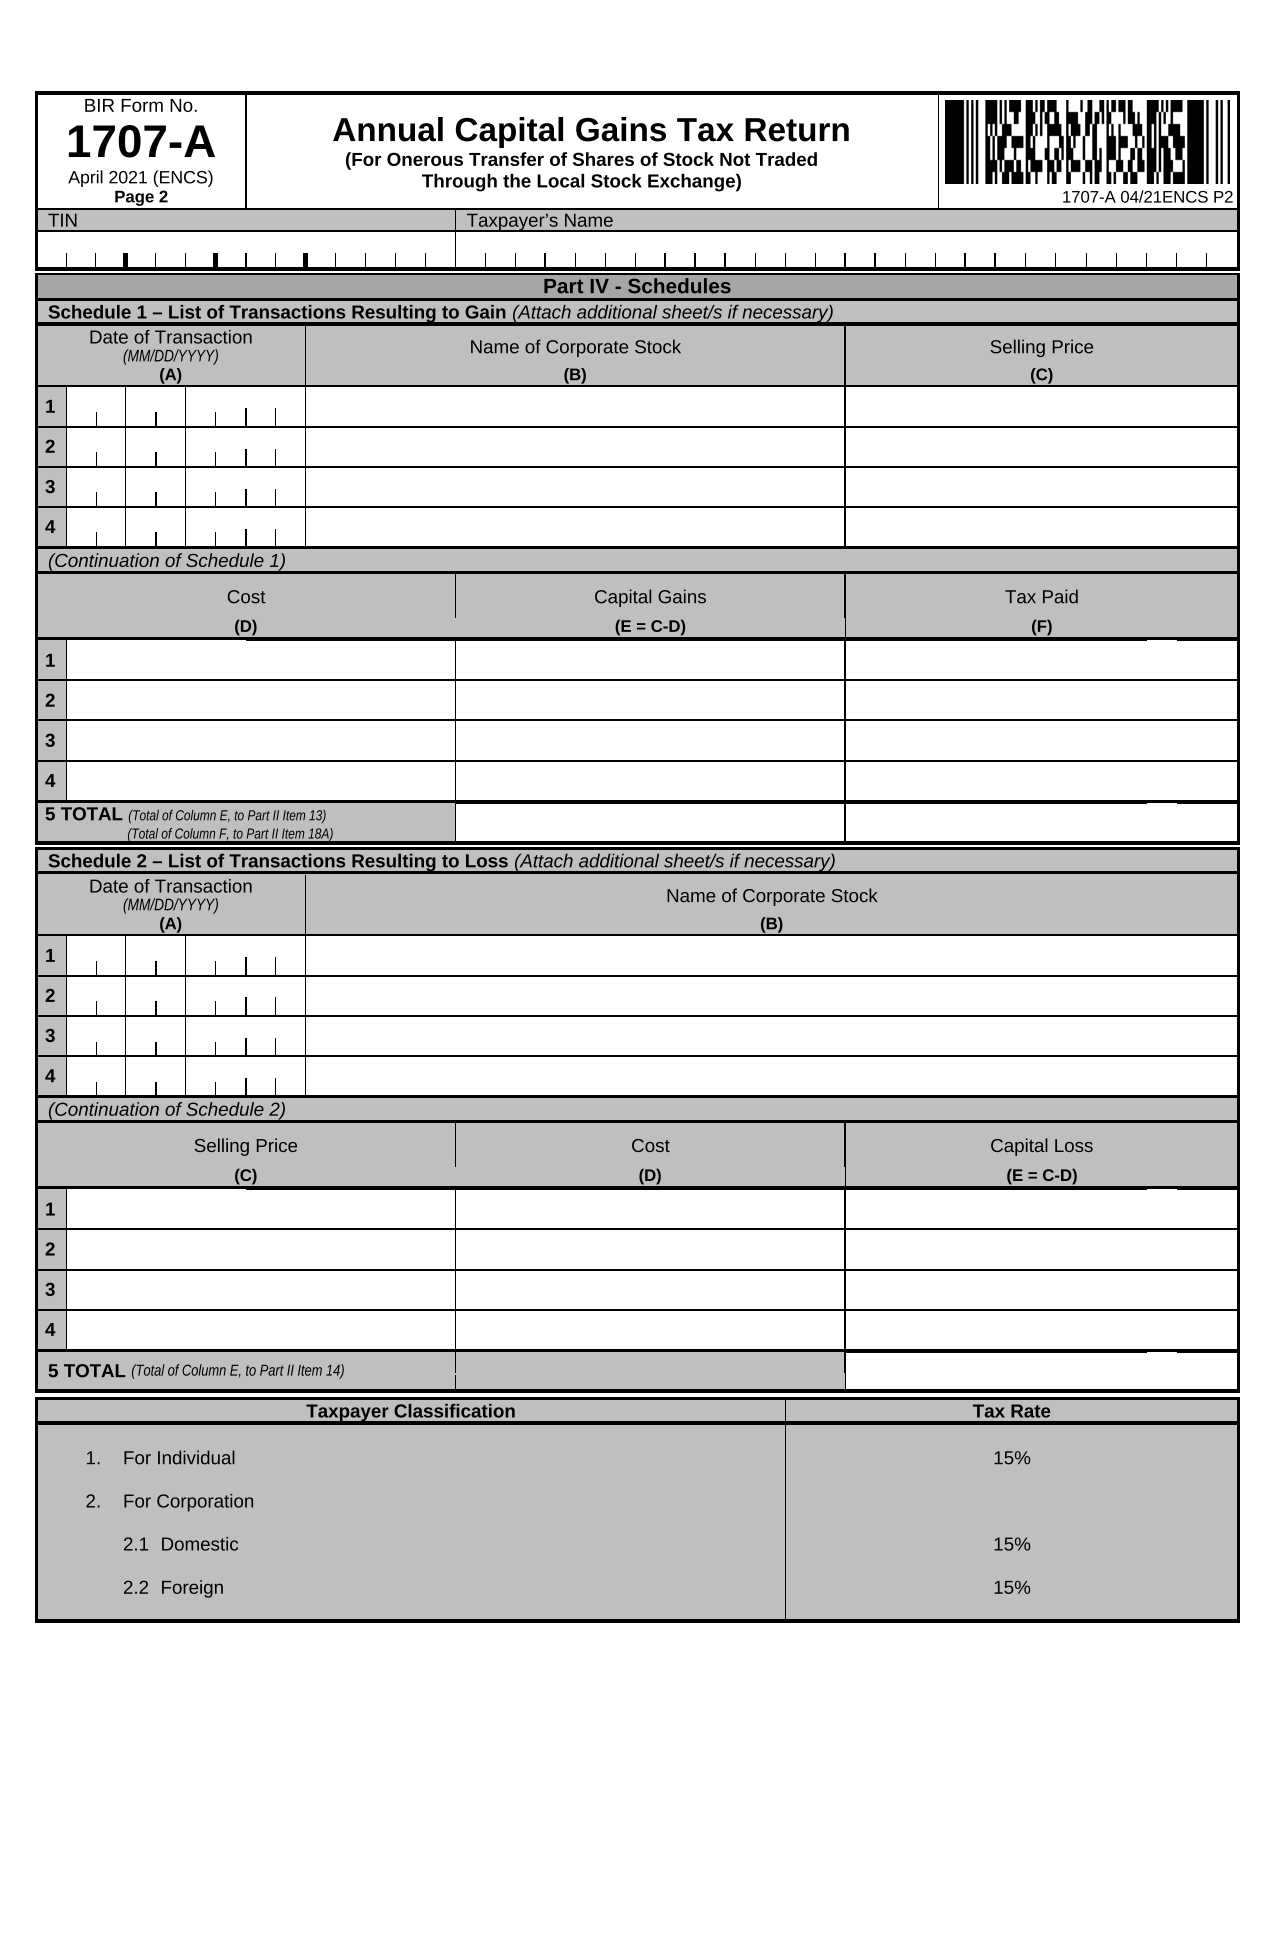 BIR Form No.
1707-A
April 2021 (ENCS)
Page 2
Annual Capital Gains Tax Return
(For Onerous Transfer of Shares of Stock Not Traded
Through the Local Stock Exchange)
1707-A 04/21ENCS P2
TIN
Taxpayer's Name
Part IV - Schedules
Schedule 1 – List of Transactions Resulting to Gain (Attach additional sheet/s if necessary)
Date of Transaction
(MM/DD/YYYY)
(A)
Name of Corporate Stock
(B)
Selling Price
(C)
1
2
3
4
(Continuation of Schedule 1)
Cost
(D)
Capital Gains
(E = C-D)
Tax Paid
(F)
1
2
3
4
5 TOTAL (Total of Column E, to Part II Item 13)
(Total of Column F, to Part II Item 18A)
Schedule 2 – List of Transactions Resulting to Loss (Attach additional sheet/s if necessary)
Date of Transaction
(MM/DD/YYYY)
(A)
Name of Corporate Stock
(B)
1
2
3
4
(Continuation of Schedule 2)
Selling Price
(C)
Cost
(D)
Capital Loss
(E = C-D)
1
2
3
4
5 TOTAL (Total of Column E, to Part II Item 14)
Taxpayer Classification
Tax Rate
1. For Individual 15%
2. For Corporation
2.1 Domestic 15%
2.2 Foreign 15%